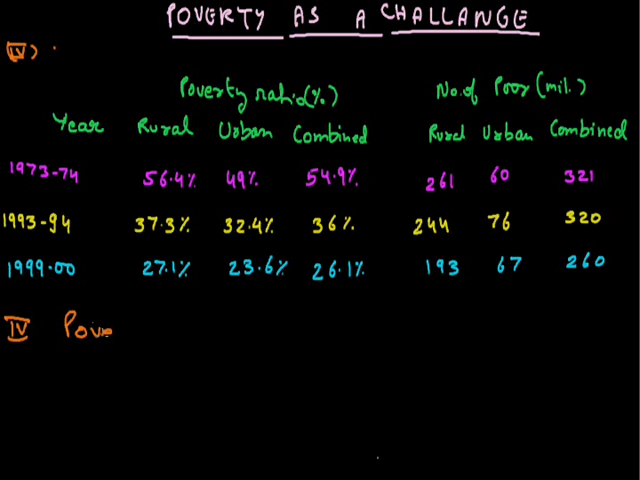 POVERTY AS A CHALLANGE
IV) .
Poverty ratio(%) No. of Poor (mil.)
Year Rural Urban Combined Rural Urban Combined
1973-74 56.4% 49% 54.9% 261 60 321
1993-94 37.3% 32.4% 36% 244 76 320
1999-00 27.1% 23.6% 26.1% 193 67 260
IV Pove